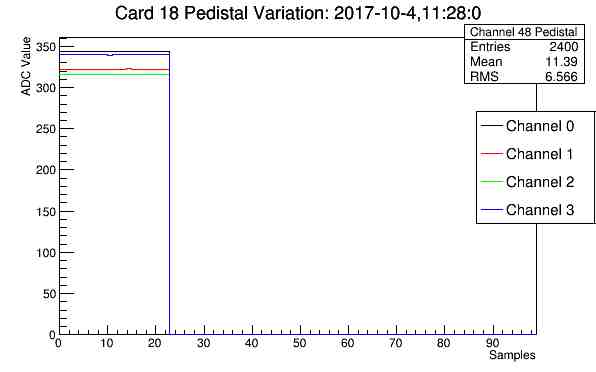 Card 18 Pedistal Variation: 2017-10-4,11:28:0
Channel 48 Pedistal
Entries 2400
Mean 11.39
RMS 6.566
ADC Value
350
300
250
200
150
100
50
0
Channel 0
Channel 1
Channel 2
Channel 3
0 10 20 30 40 50 60 70 80 90
Samples